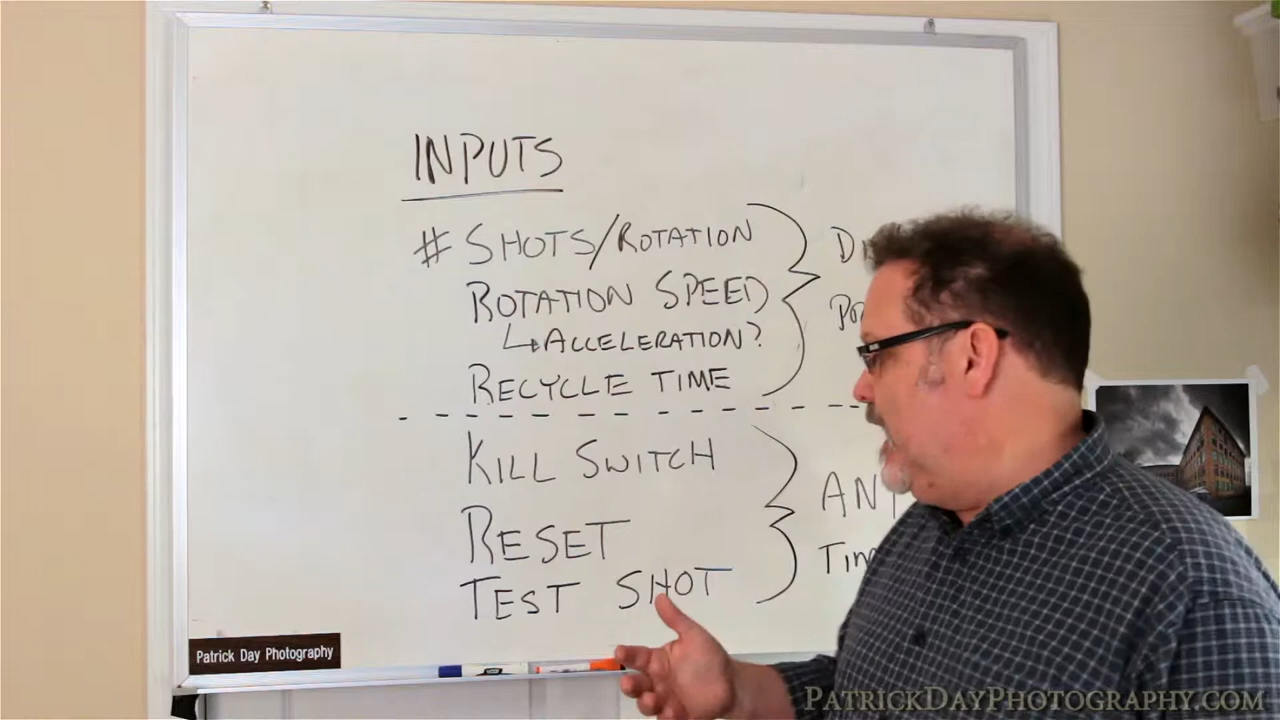 INPUTS
# SHOTS/ROTATION
ROTATION SPEED
ACCELERATION?
RECYCLE TIME
KILL SWITCH
RESET
TEST SHOT
Patrick Day Photography
PATRICKDAYPHOTOGRAPHY.COM